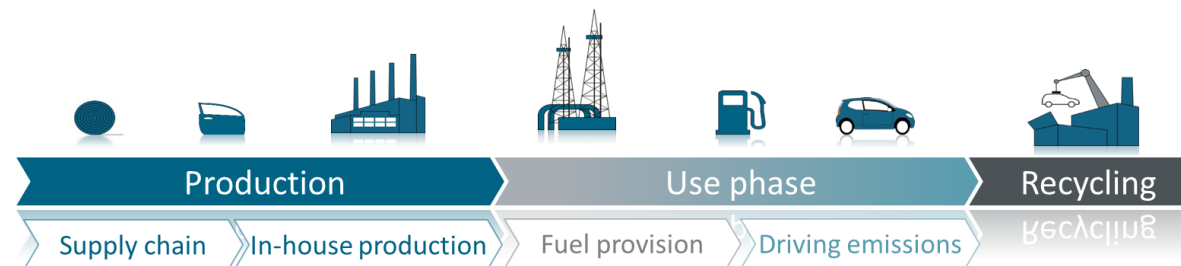 Production
Use phase
Recycling
Supply chain
In-house production
Fuel provision
Driving emissions